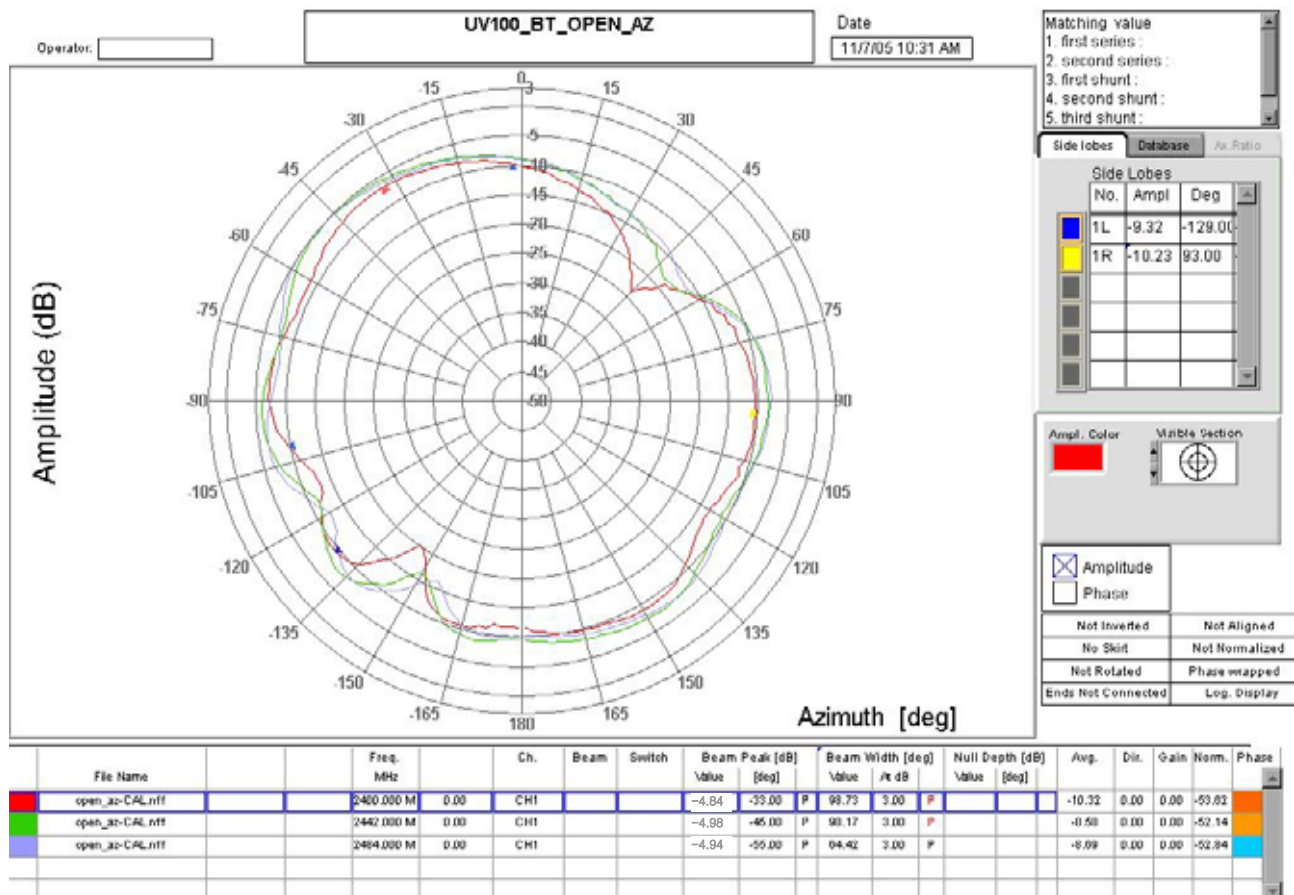 UV100_BT_OPEN_AZ
Operator:
Date
11/7/05 10:31 AM
Matching value
1. first series :
2. second series :
3. first shunt :
4. second shunt :
5. third shunt :
Side lobes Database Ax Ratio
Side Lobes
No. Ampl Deg
1L -9.32 -129.00
1R -10.23 93.00
Ampl. Color Visible Section
Amplitude
Phase
Not Inverted Not Aligned
No Skirt Not Normalized
Not Rotated Phase wrapped
Ends Not Connected Log. Display
Amplitude (dB)
Azimuth [deg]
0
15
30
45
60
75
90
105
120
135
150
165
180
-165
-150
-135
-120
-105
-90
-75
-60
-45
-30
-15
3
-5
-10
-15
-20
-25
-30
-35
-40
-45
-50
File Name Freq. MHz Ch. Beam Switch Beam Peak [dB] Value [deg] Beam Width [deg] Value At dB Null Depth [dB] Value [deg] Avg. Dir. Gain Norm. Phase
open_az-CAL.nff 2400.000 M 0.00 CH1 -4.84 -33.00 P 98.73 3.00 P -10.32 0.00 0.00
open_az-CAL.nff 2442.000 M 0.00 CH1 -4.98 -45.00 P 3.00 P 0.00 0.00 -52.14
open_az-CAL.nff 2484.000 M 0.00 CH1 -4.94 P 3.00 P 0.00 0.00 -52.84